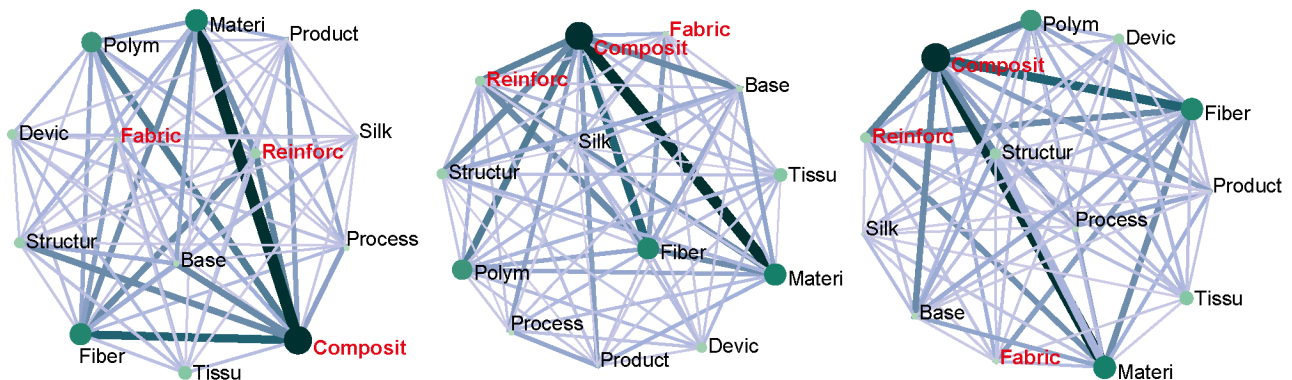 Materi
Product
Polym
Devic
Fabric
Silk
Reinforc
Structur
Process
Base
Fiber
Composit
Tissu
Fabric
Composit
Reinforc
Base
Silk
Structur
Tissu
Fiber
Polym
Materi
Process
Devic
Product
Polym
Devic
Composit
Fiber
Reinforc
Structur
Product
Process
Silk
Tissu
Base
Fabric
Materi